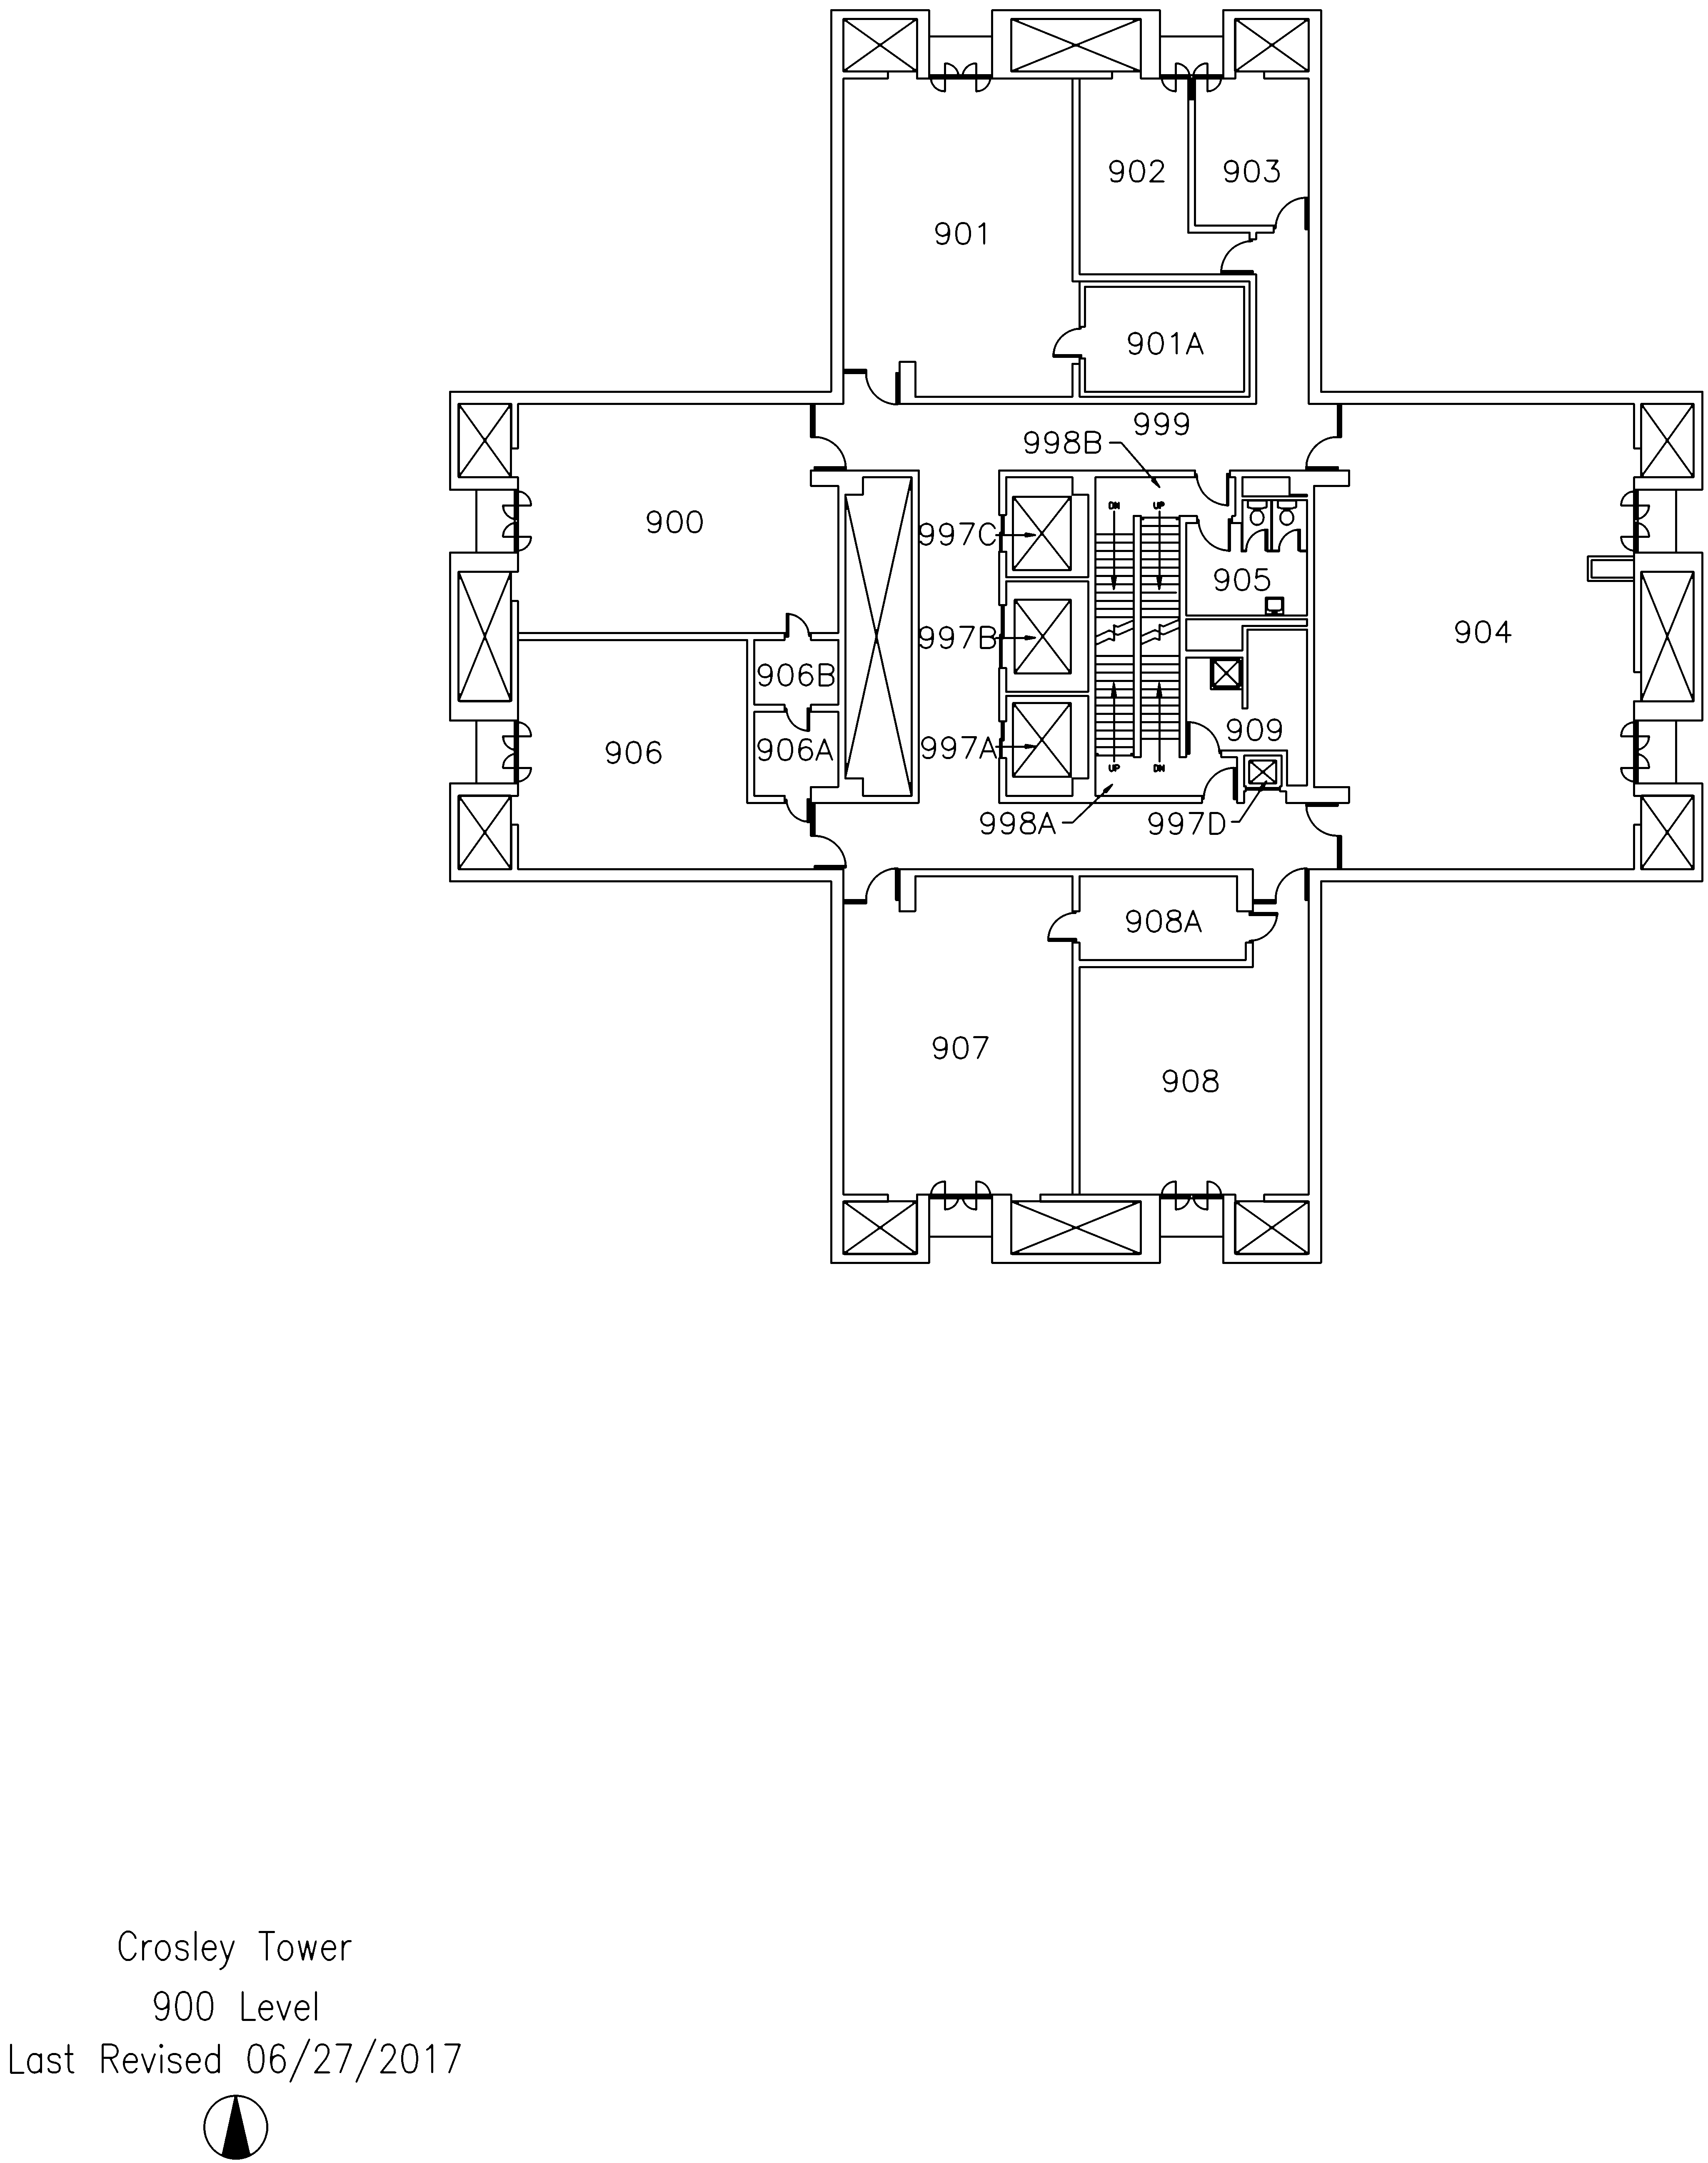 902
903
901
901A
999
998B
DN
UP
900
997C
905
904
997B
906B
909
906
906A
997A
UP
DN
998A
997D
908A
907
908
Crosley Tower
900 Level
Last Revised 06/27/2017